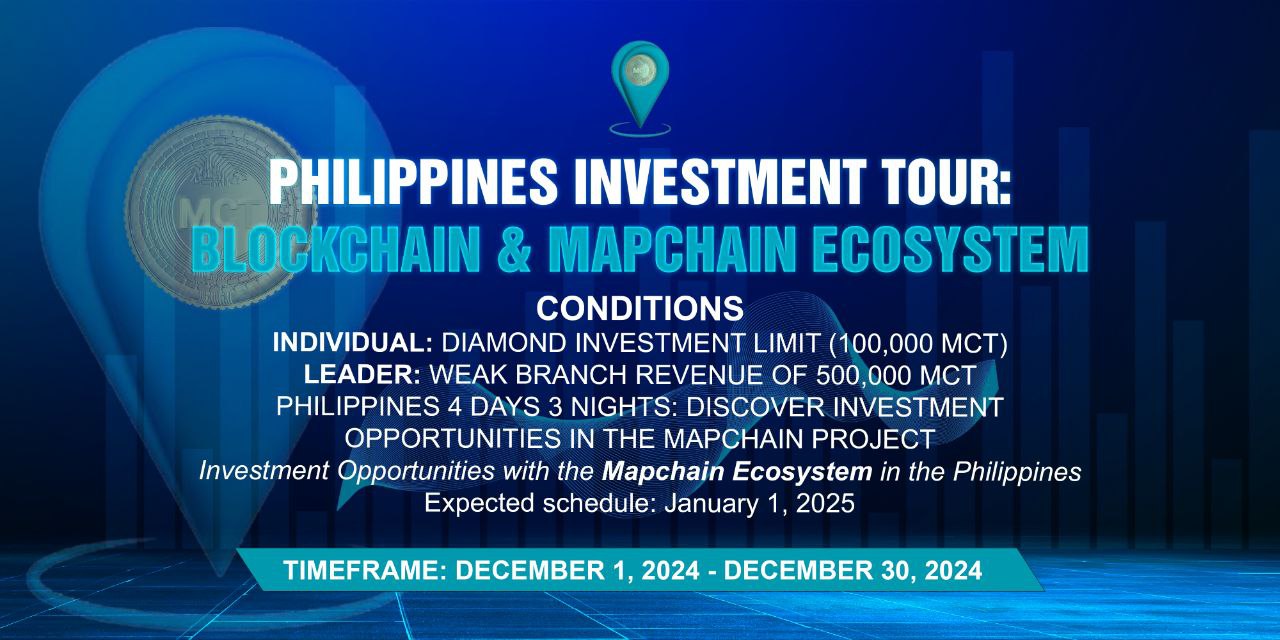 MCT
MCT
PHILIPPINES INVESTMENT TOUR:
BLOCKCHAIN & MAPCHAIN ECOSYSTEM
CONDITIONS
INDIVIDUAL: DIAMOND INVESTMENT LIMIT (100,000 MCT)
LEADER: WEAK BRANCH REVENUE OF 500,000 MCT
PHILIPPINES 4 DAYS 3 NIGHTS: DISCOVER INVESTMENT
OPPORTUNITIES IN THE MAPCHAIN PROJECT
Investment Opportunities with the Mapchain Ecosystem in the Philippines
Expected schedule: January 1, 2025
TIMEFRAME: DECEMBER 1, 2024 - DECEMBER 30, 2024